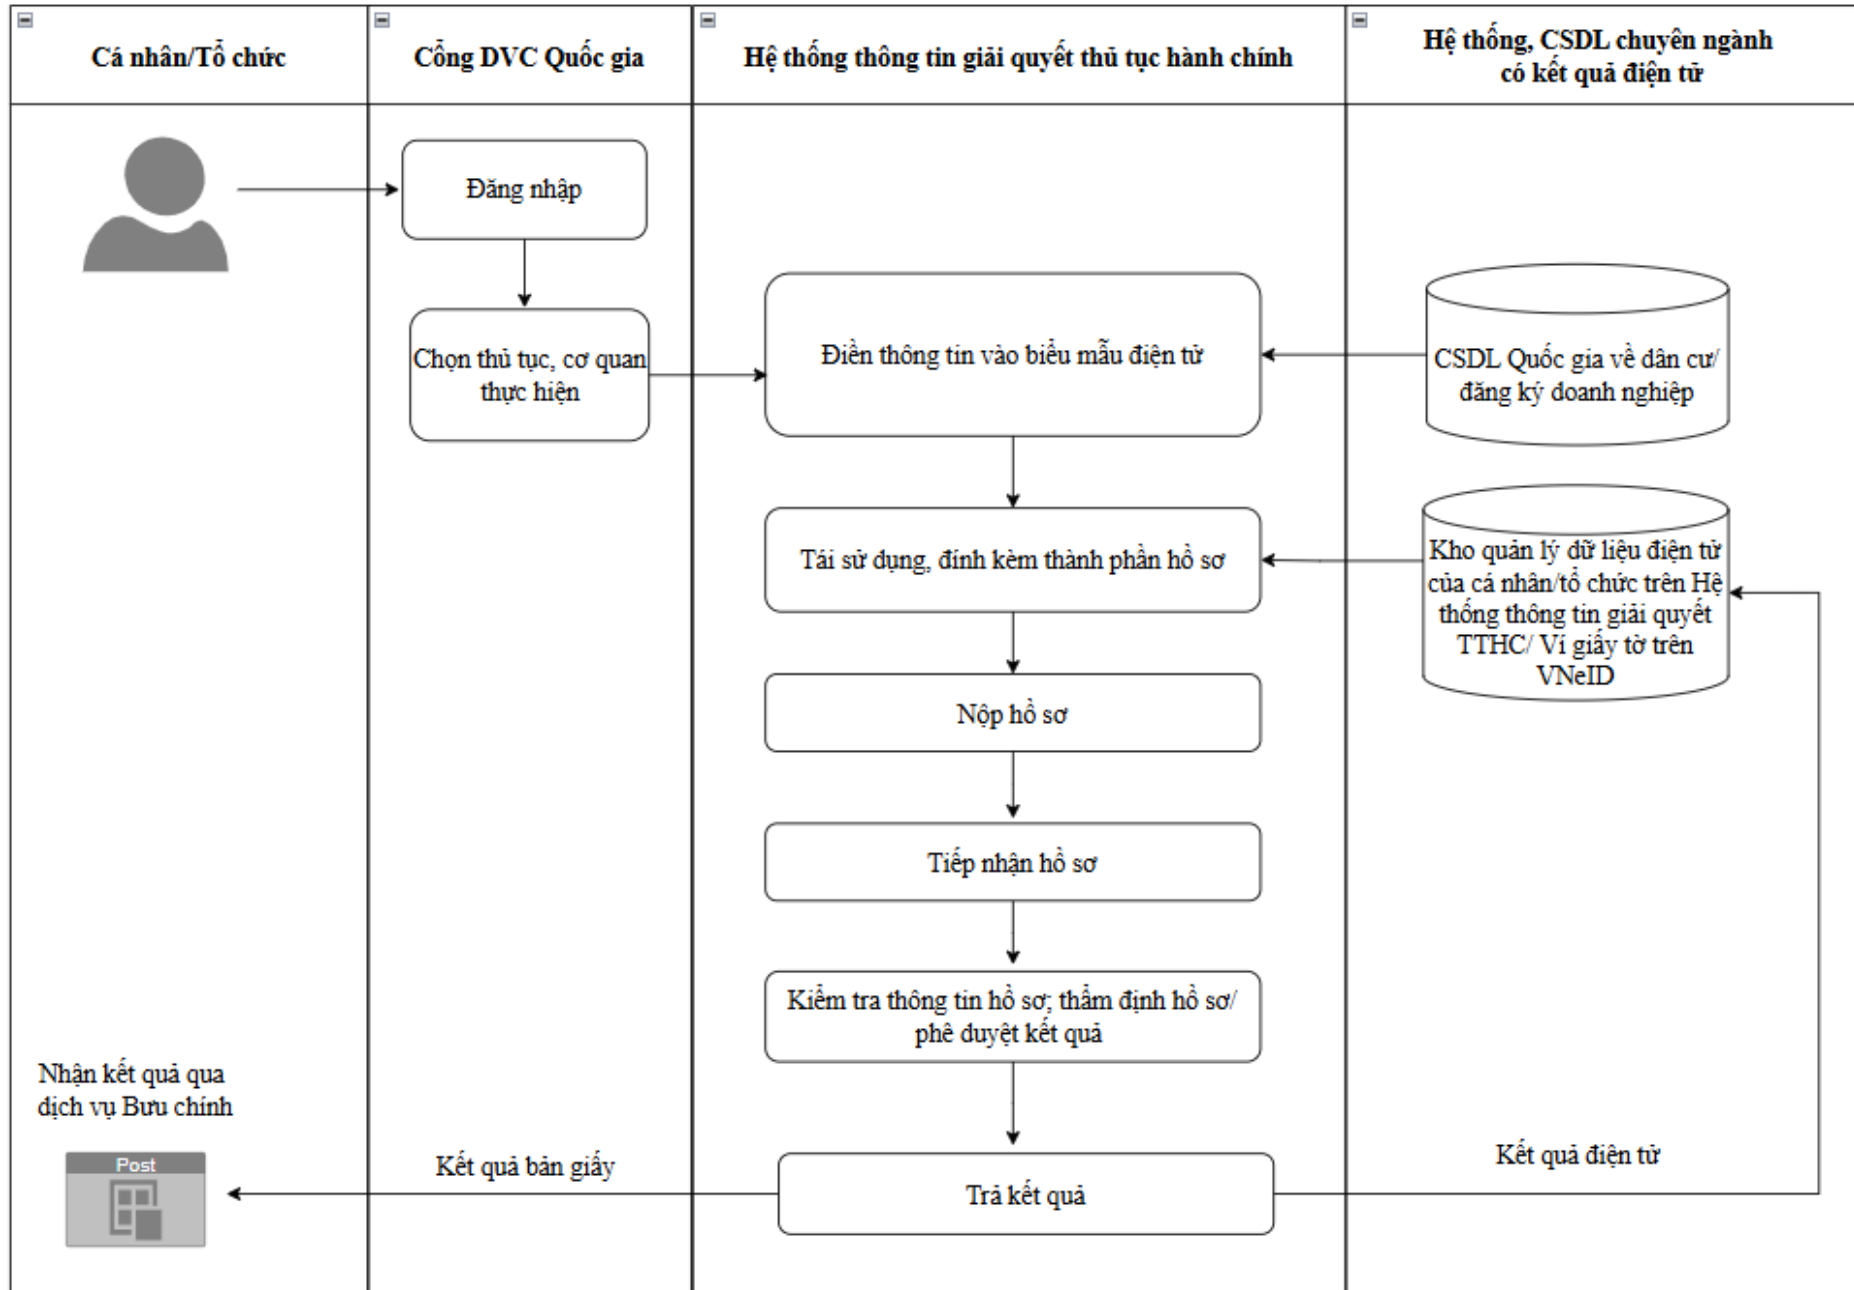 Cá nhân/Tổ chức
Cổng DVC Quốc gia
Hệ thống thông tin giải quyết thủ tục hành chính
Hệ thống, CSDL chuyên ngành
có kết quả điện tử
Đăng nhập
Chọn thủ tục, cơ quan
thực hiện
Điền thông tin vào biểu mẫu điện tử
CSDL Quốc gia về dân cư/
đăng ký doanh nghiệp
Tái sử dụng, đính kèm thành phần hồ sơ
Kho quản lý dữ liệu điện tử
của cá nhân/tổ chức trên Hệ
thống thông tin giải quyết
TTHC/ Ví giấy tờ trên
VNeID
Nộp hồ sơ
Tiếp nhận hồ sơ
Kiểm tra thông tin hồ sơ; thẩm định hồ sơ/
phê duyệt kết quả
Nhận kết quả qua
dịch vụ Bưu chính
Post
Kết quả bản giấy
Trả kết quả
Kết quả điện tử